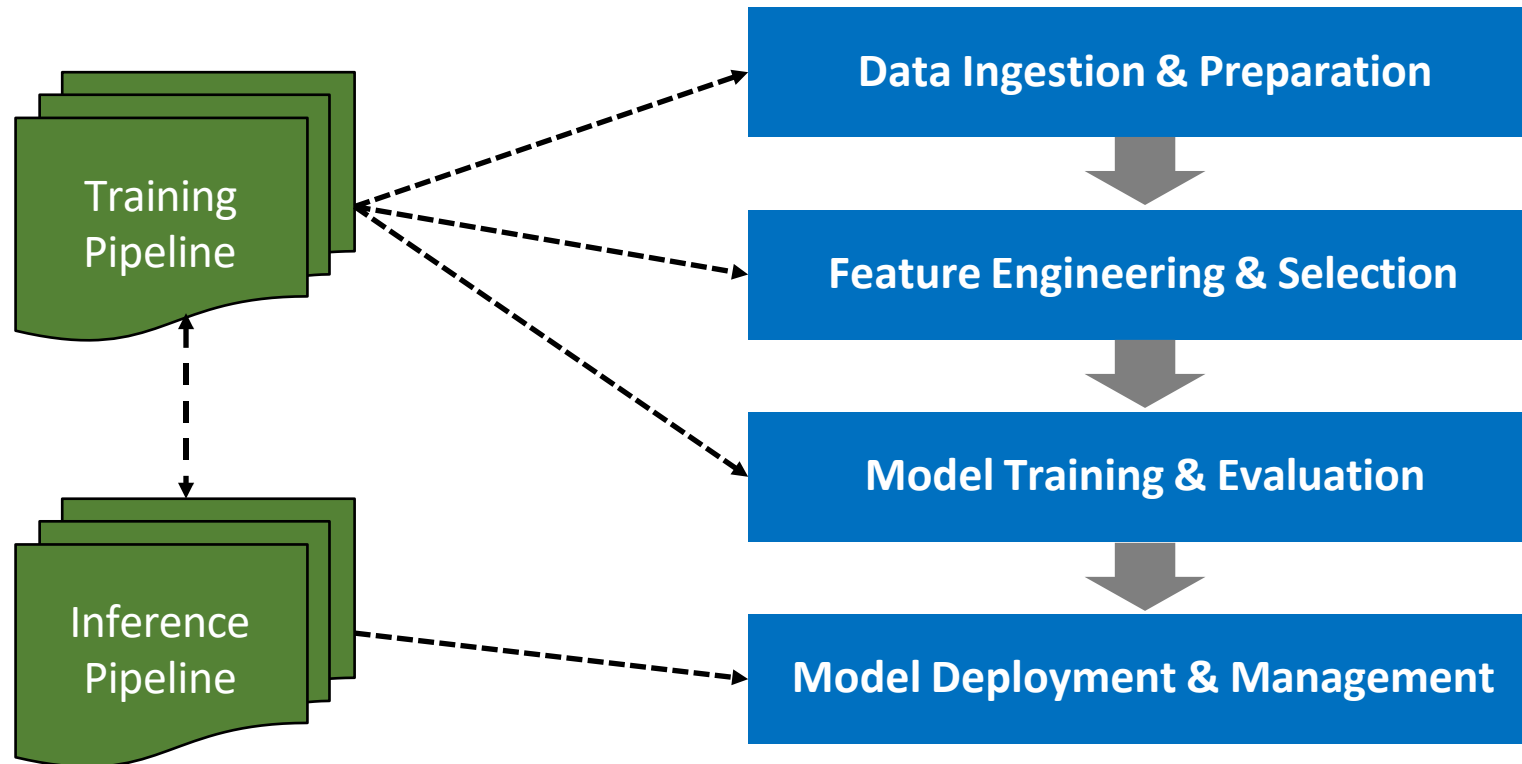 Training
Pipeline
Inference
Pipeline
Data Ingestion & Preparation
Feature Engineering & Selection
Model Training & Evaluation
Model Deployment & Management